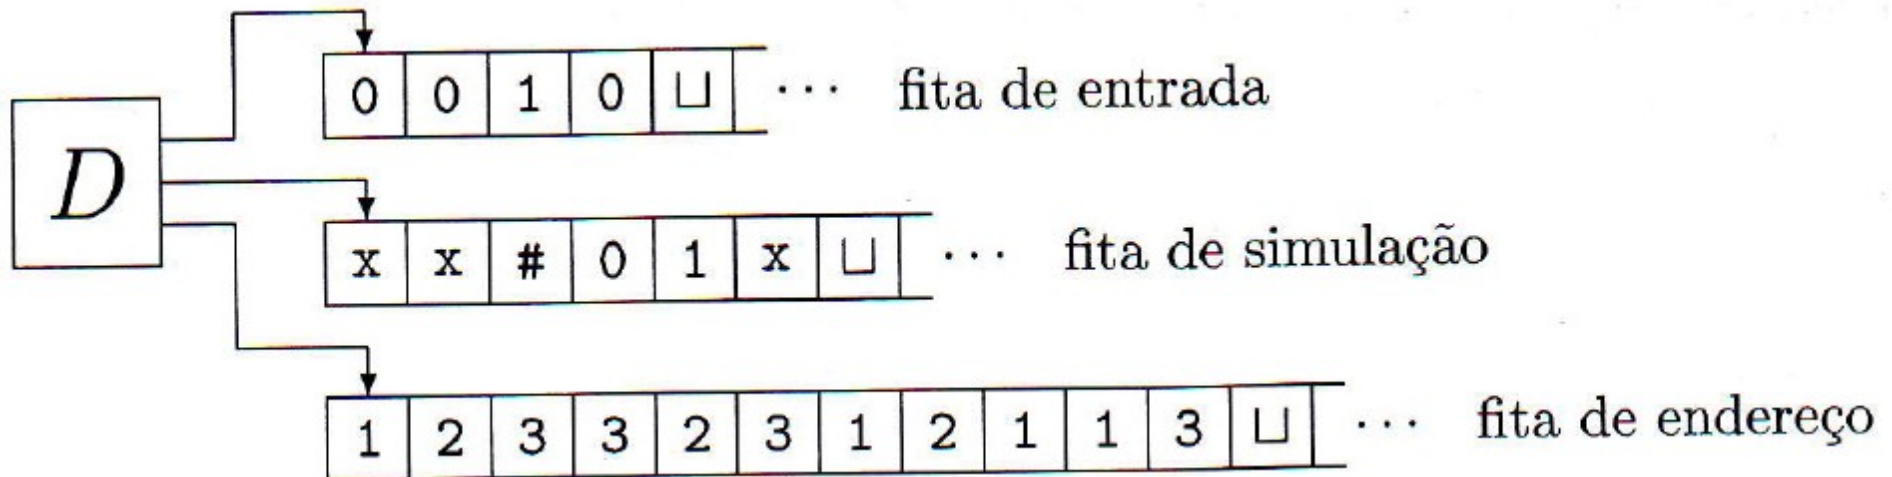 0 0 1 0 ⊔ ··· fita de entrada
D
x x # 0 1 x ⊔ ··· fita de simulação
1 2 3 3 2 3 1 2 1 1 3 ⊔ ··· fita de endereço